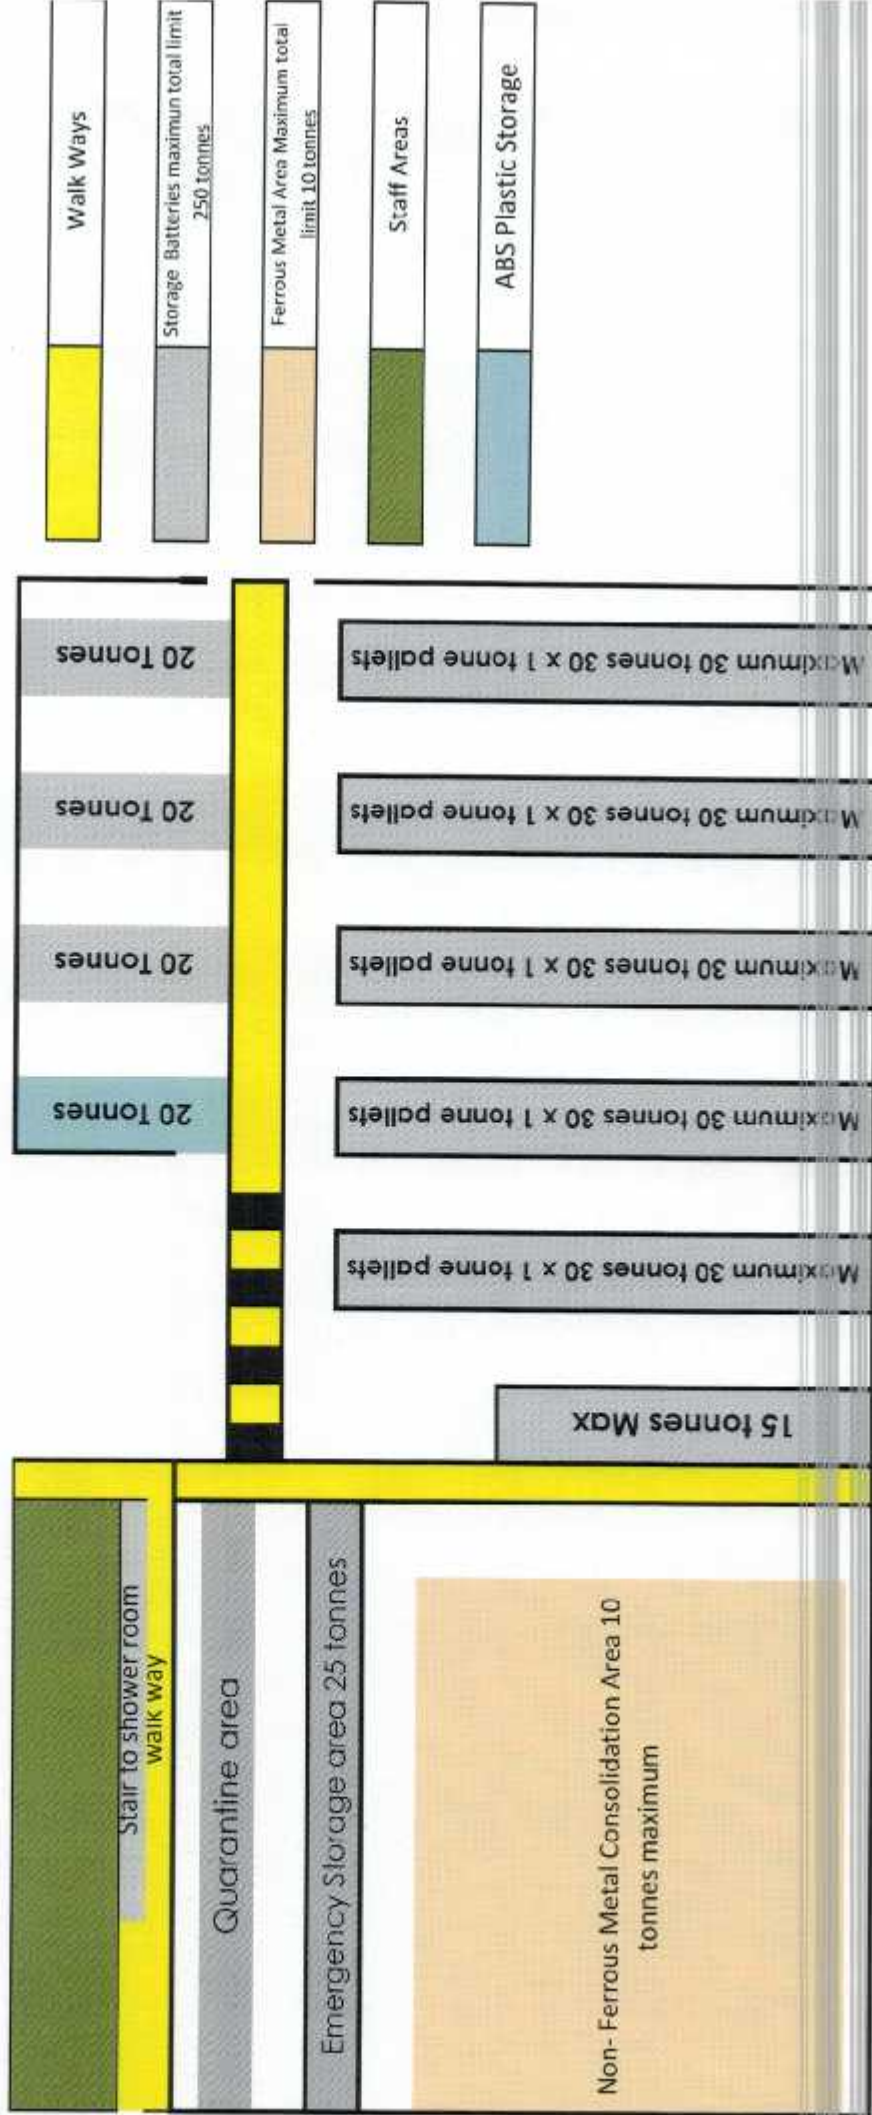 Walk Ways
Storage Batteries maximun total limit
250 tonnes
Ferrous Metal Area Maximum total
limit 10 tonnes
Staff Areas
ABS Plastic Storage
20 Tonnes
20 Tonnes
20 Tonnes
20 Tonnes
Maximum 30 tonnes 30 x 1 tonne pallets
Maximum 30 tonnes 30 x 1 tonne pallets
Maximum 30 tonnes 30 x 1 tonne pallets
Maximum 30 tonnes 30 x 1 tonne pallets
Maximum 30 tonnes 30 x 1 tonne pallets
15 tonnes Max
Stair to shower room
walk way
Quarantine area
Emergency Storage area 25 tonnes
Non- Ferrous Metal Consolidation Area 10
tonnes maximum